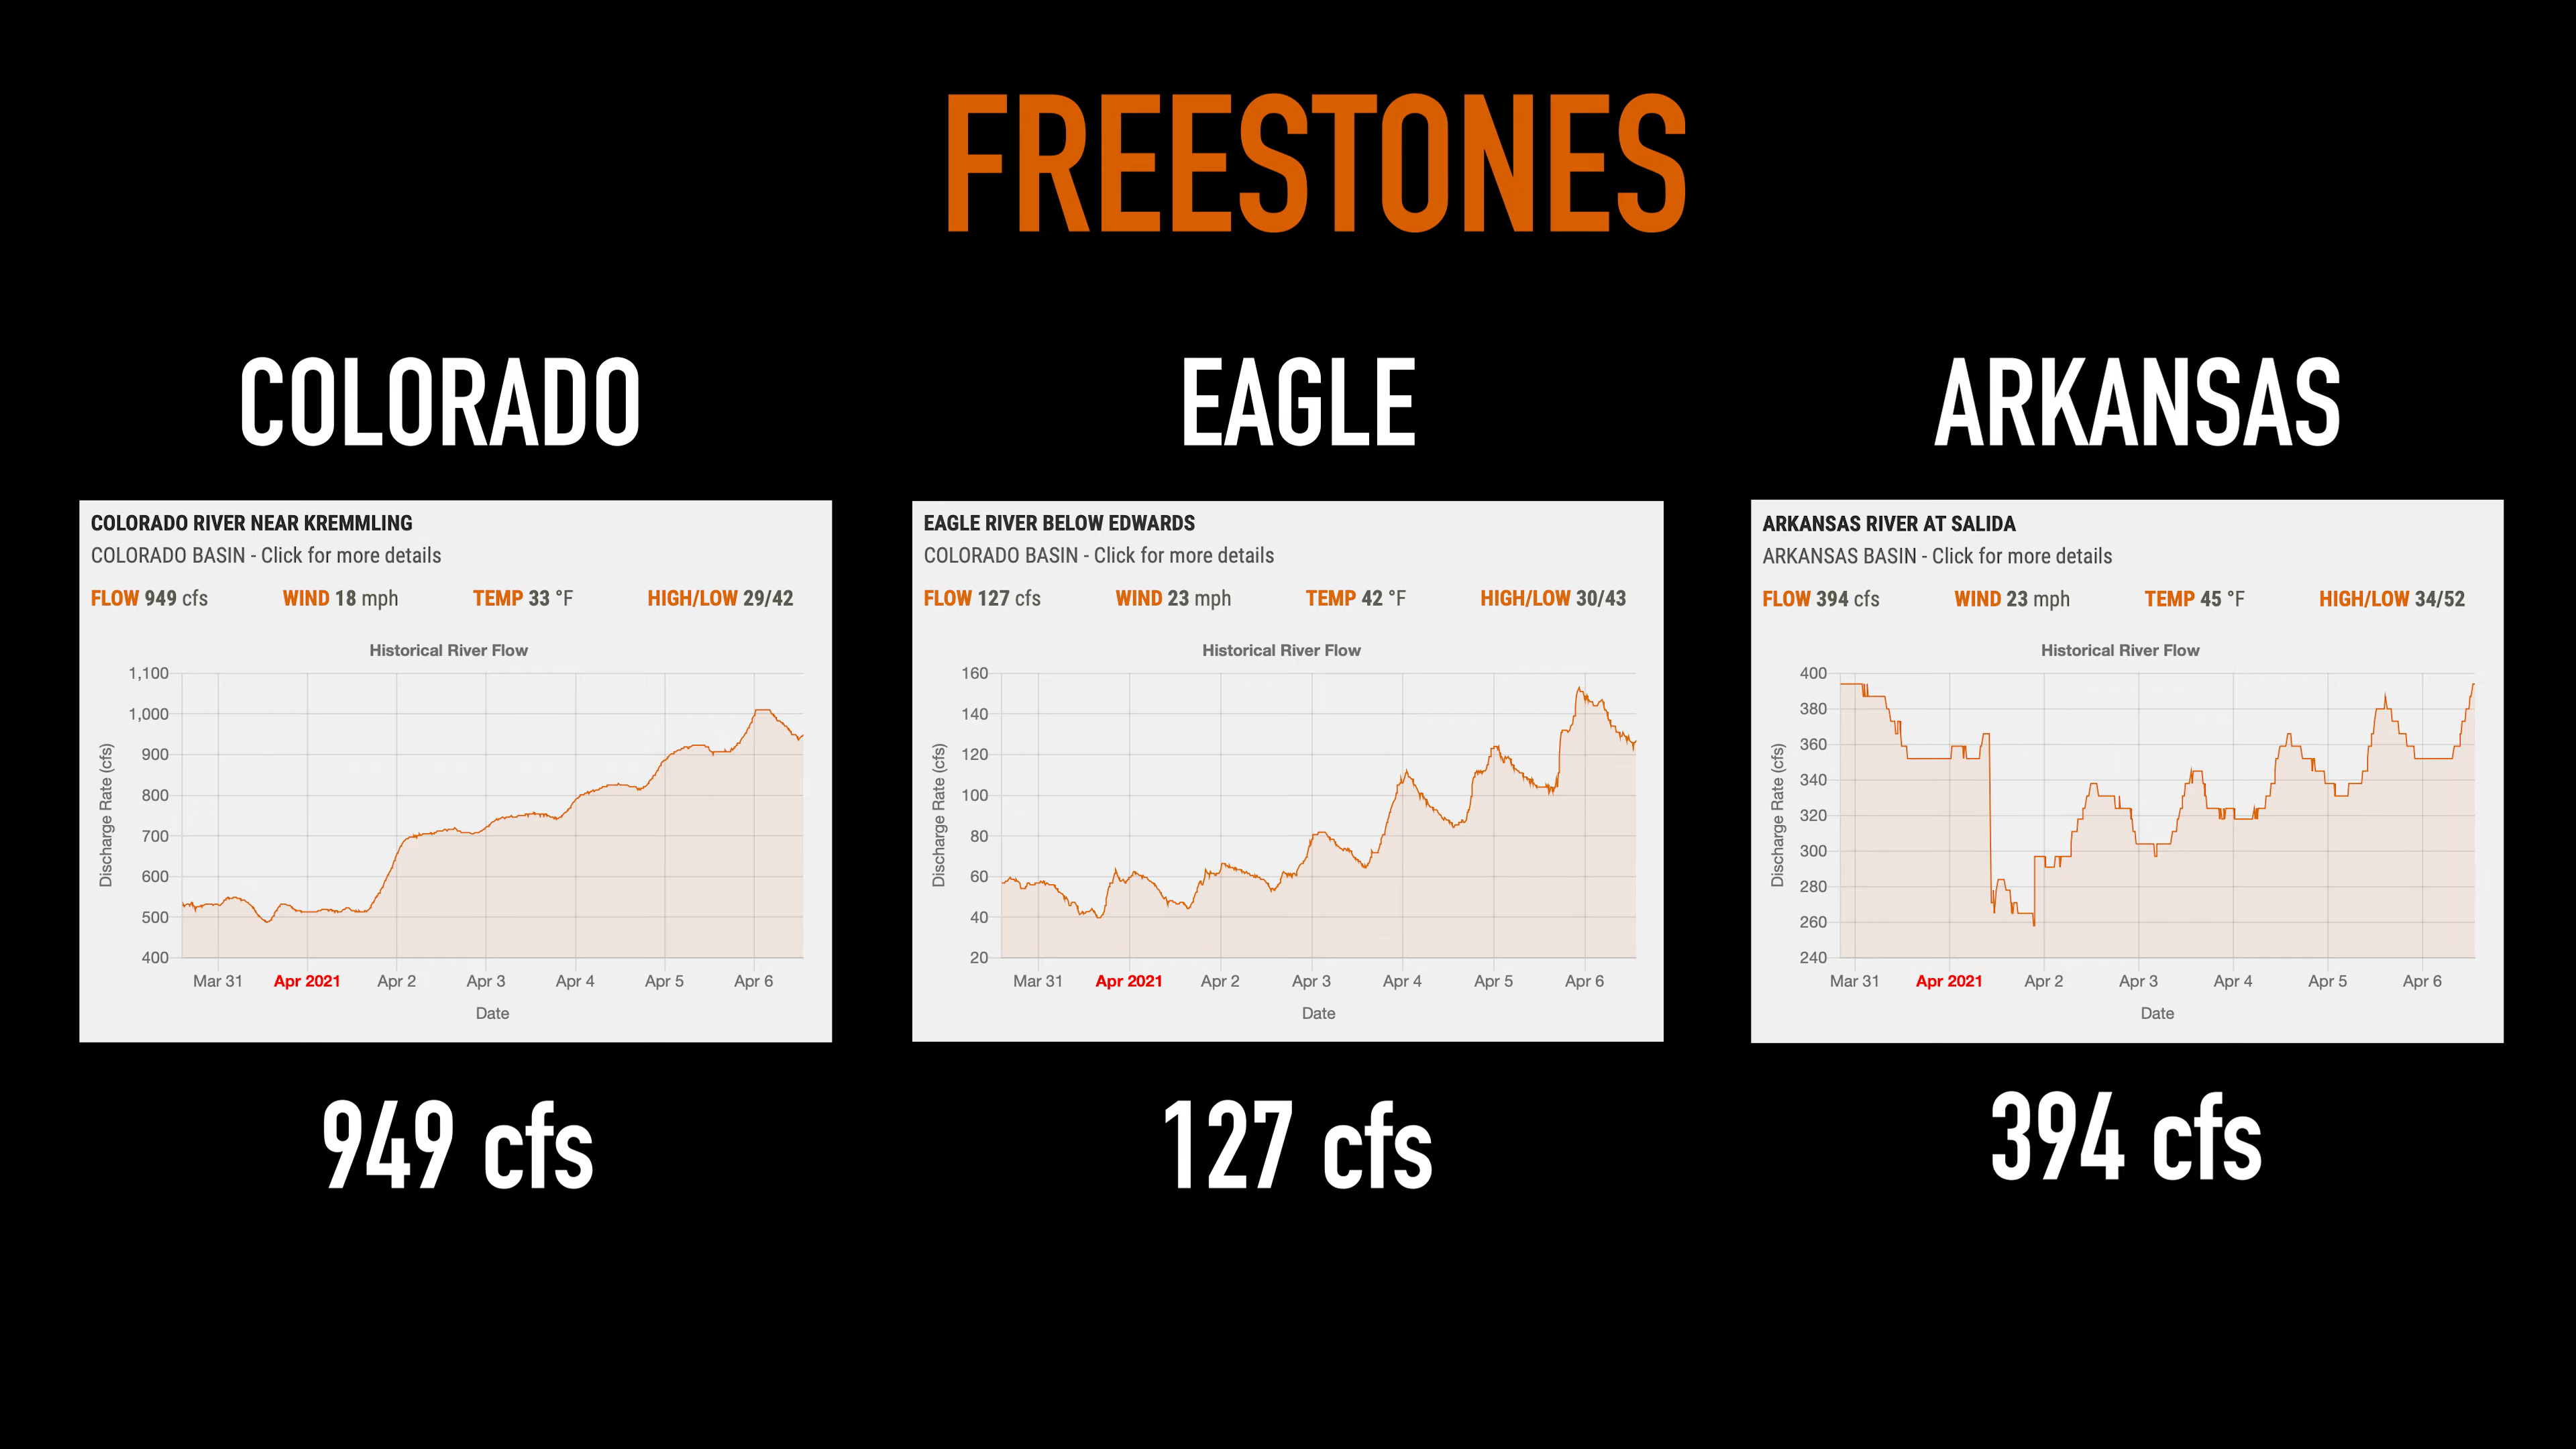 FREESTONES
COLORADO
COLORADO RIVER NEAR KREMMLING
COLORADO BASIN - Click for more details
FLOW 949 cfs WIND 18 mph TEMP 33 °F HIGH/LOW 29/42
Historical River Flow
Discharge Rate (cfs)
1,100
1,000
900
800
700
600
500
400
Mar 31 Apr 2021 Apr 2 Apr 3 Apr 4 Apr 5 Apr 6
Date
949 cfs
EAGLE
EAGLE RIVER BELOW EDWARDS
COLORADO BASIN - Click for more details
FLOW 127 cfs WIND 23 mph TEMP 42 °F HIGH/LOW 30/43
Historical River Flow
Discharge Rate (cfs)
160
140
120
100
80
60
40
20
Mar 31 Apr 2021 Apr 2 Apr 3 Apr 4 Apr 5 Apr 6
Date
127 cfs
ARKANSAS
ARKANSAS RIVER AT SALIDA
ARKANSAS BASIN - Click for more details
FLOW 394 cfs WIND 23 mph TEMP 45 °F HIGH/LOW 34/52
Historical River Flow
Discharge Rate (cfs)
400
380
360
340
320
300
280
260
240
Mar 31 Apr 2021 Apr 2 Apr 3 Apr 4 Apr 5 Apr 6
Date
394 cfs